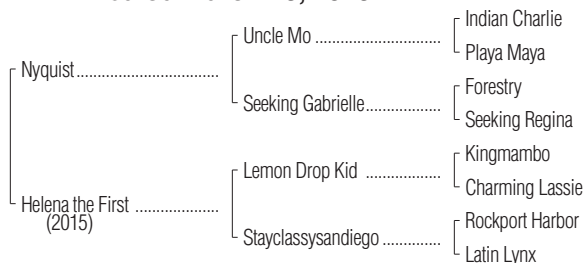 Indian Charlie
Uncle Mo ........................
Playa Maya
Nyquist ...........................
Forestry
Seeking Gabrielle ..............
Seeking Regina
Kingmambo
Lemon Drop Kid ..............
Charming Lassie
Helena the First ................
(2015)
Rockport Harbor
Stayclassysandiego ...........
Latin Lynx